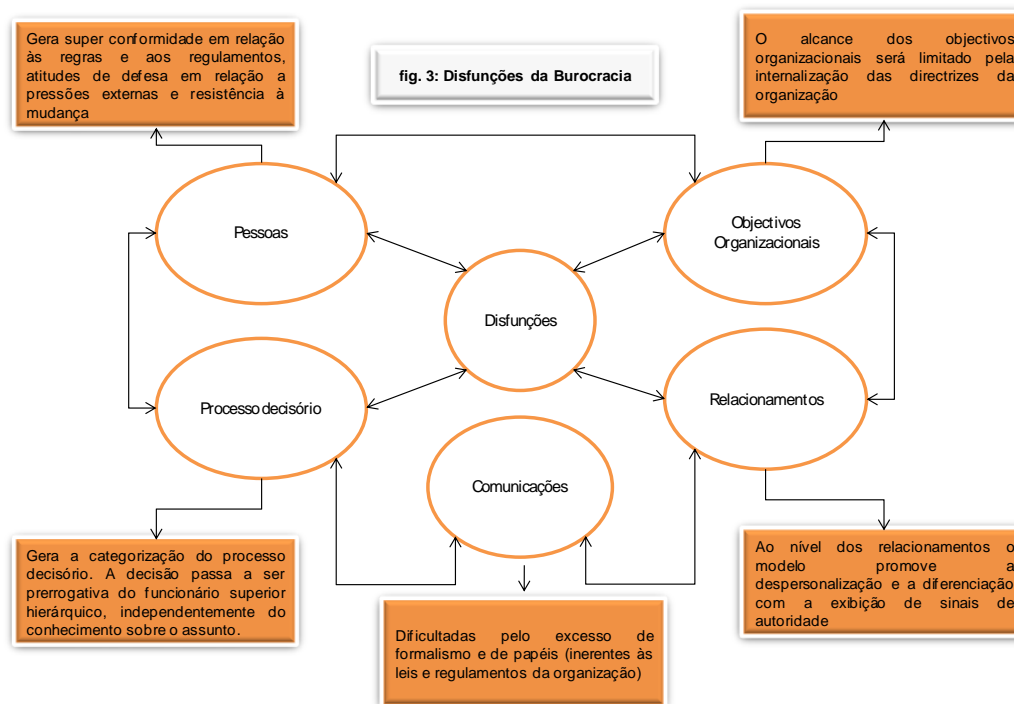 Gera super conformidade em relação
às regras e aos regulamentos,
atitudes de defesa em relação a
pressões externas e resistência à
mudança
fig. 3: Disfunções da Burocracia
O alcance dos objectivos
organizacionais será limitado pela
internalização das directrizes da
organização
Pessoas
Objectivos
Organizacionais
Disfunções
Processo decisório
Relacionamentos
Comunicações
Gera a categorização do processo
decisório. A decisão passa a ser
prerrogativa do funcionário superior
hierárquico, independentemente do
conhecimento sobre o assunto.
Dificultadas pelo excesso de
formalismo e de papéis (inerentes às
leis e regulamentos da organização)
Ao nível dos relacionamentos o
modelo promove a
despersonalização e a diferenciação
com a exibição de sinais de
autoridade